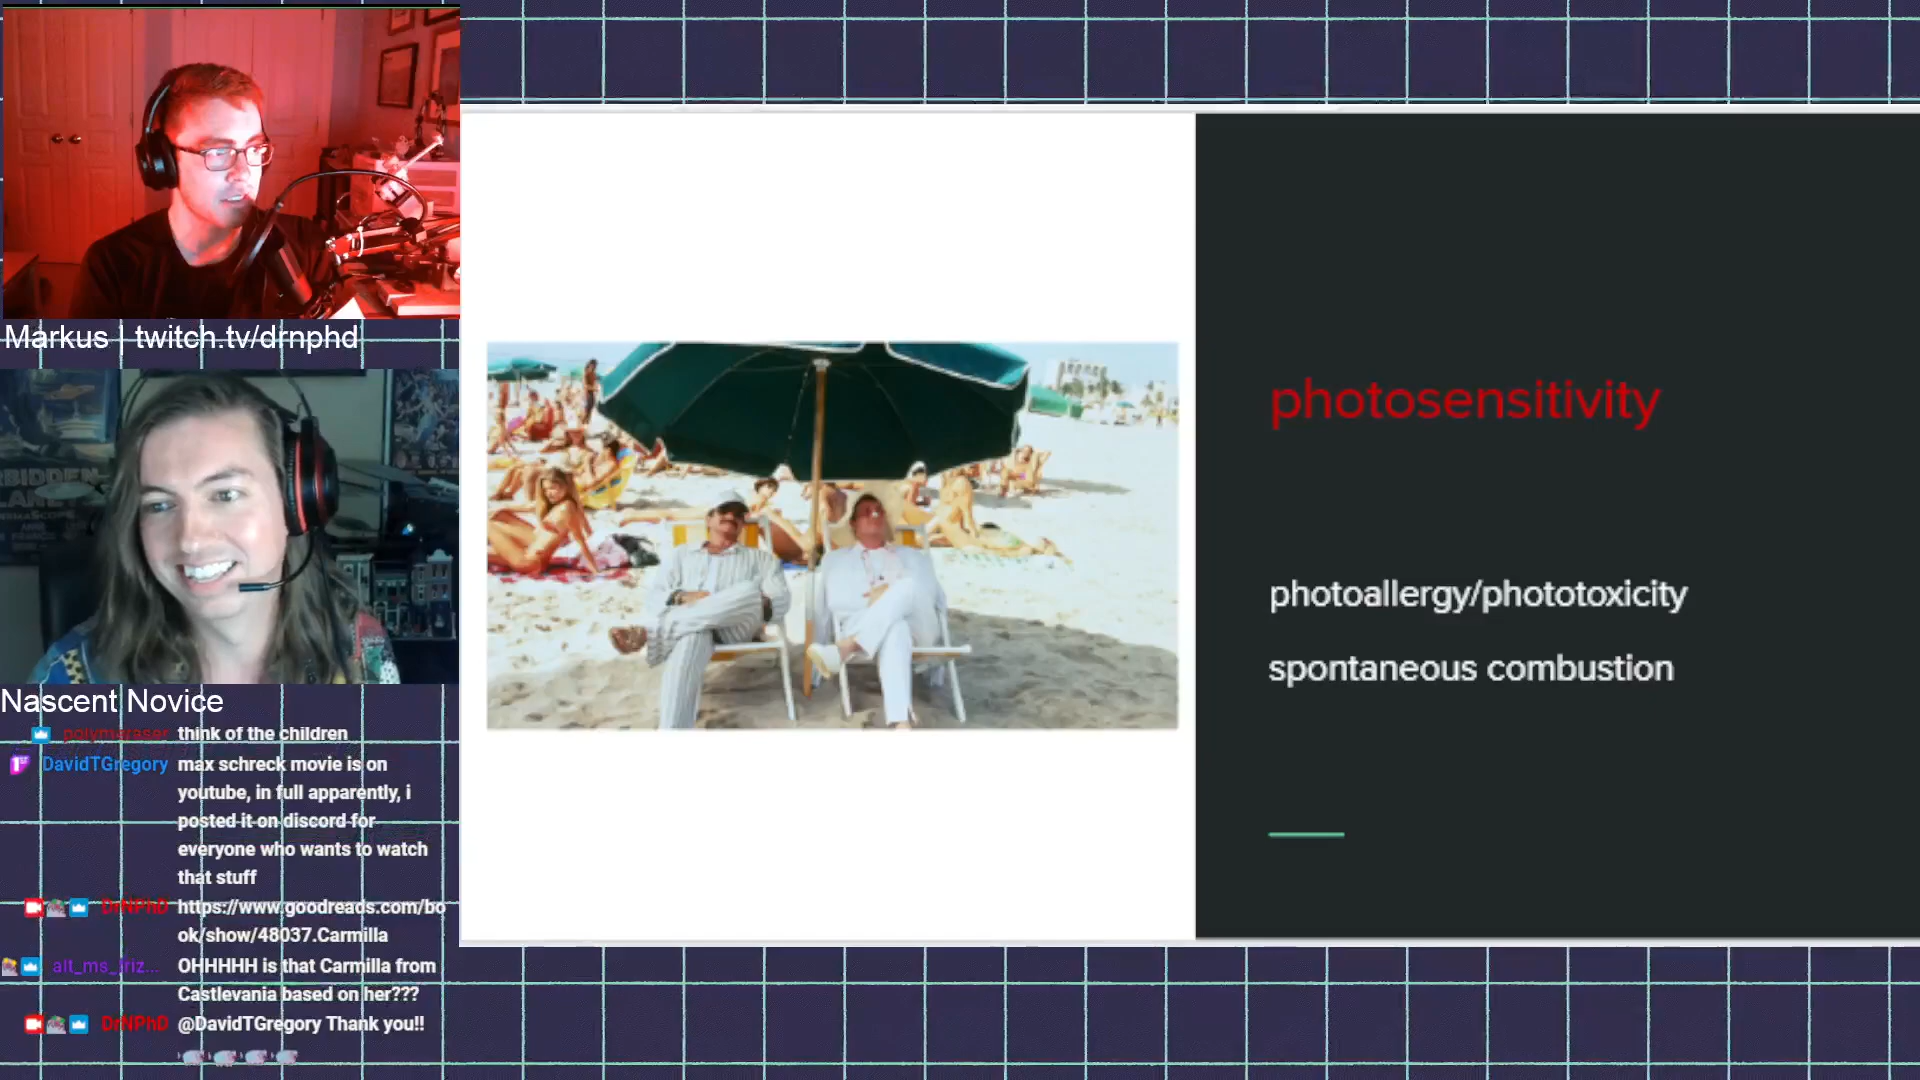 Markus | twitch.tv/drnphd
RBIDDEN
Nascent Novice
polymeraser think of the children
DavidTGregory max schreck movie is on
youtube, in full apparently, i
posted it on discord for
everyone who wants to watch
that stuff
DrNPhD https://www.goodreads.com/bo
ok/show/48037.Carmilla
alt_ms_friz... OHHHHH is that Carmilla from
Castlevania based on her???
DrNPhD @DavidTGregory Thank you!!
photosensitivity
photoallergy/phototoxicity
spontaneous combustion